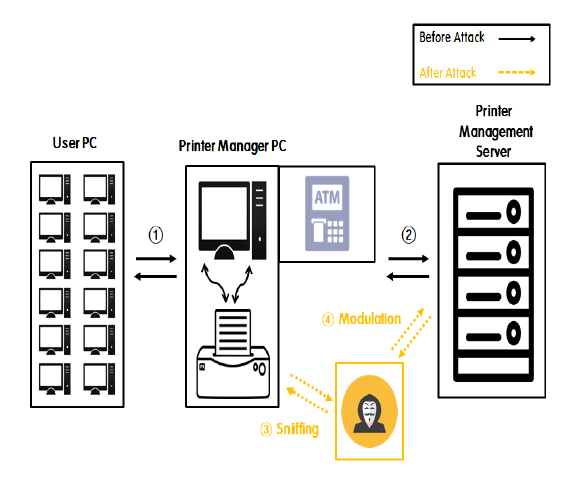 Before Attack
After Attack
Printer
Management
Server
User PC
Printer Manager PC
ATM
①
②
④ Modulation
③ Sniffing